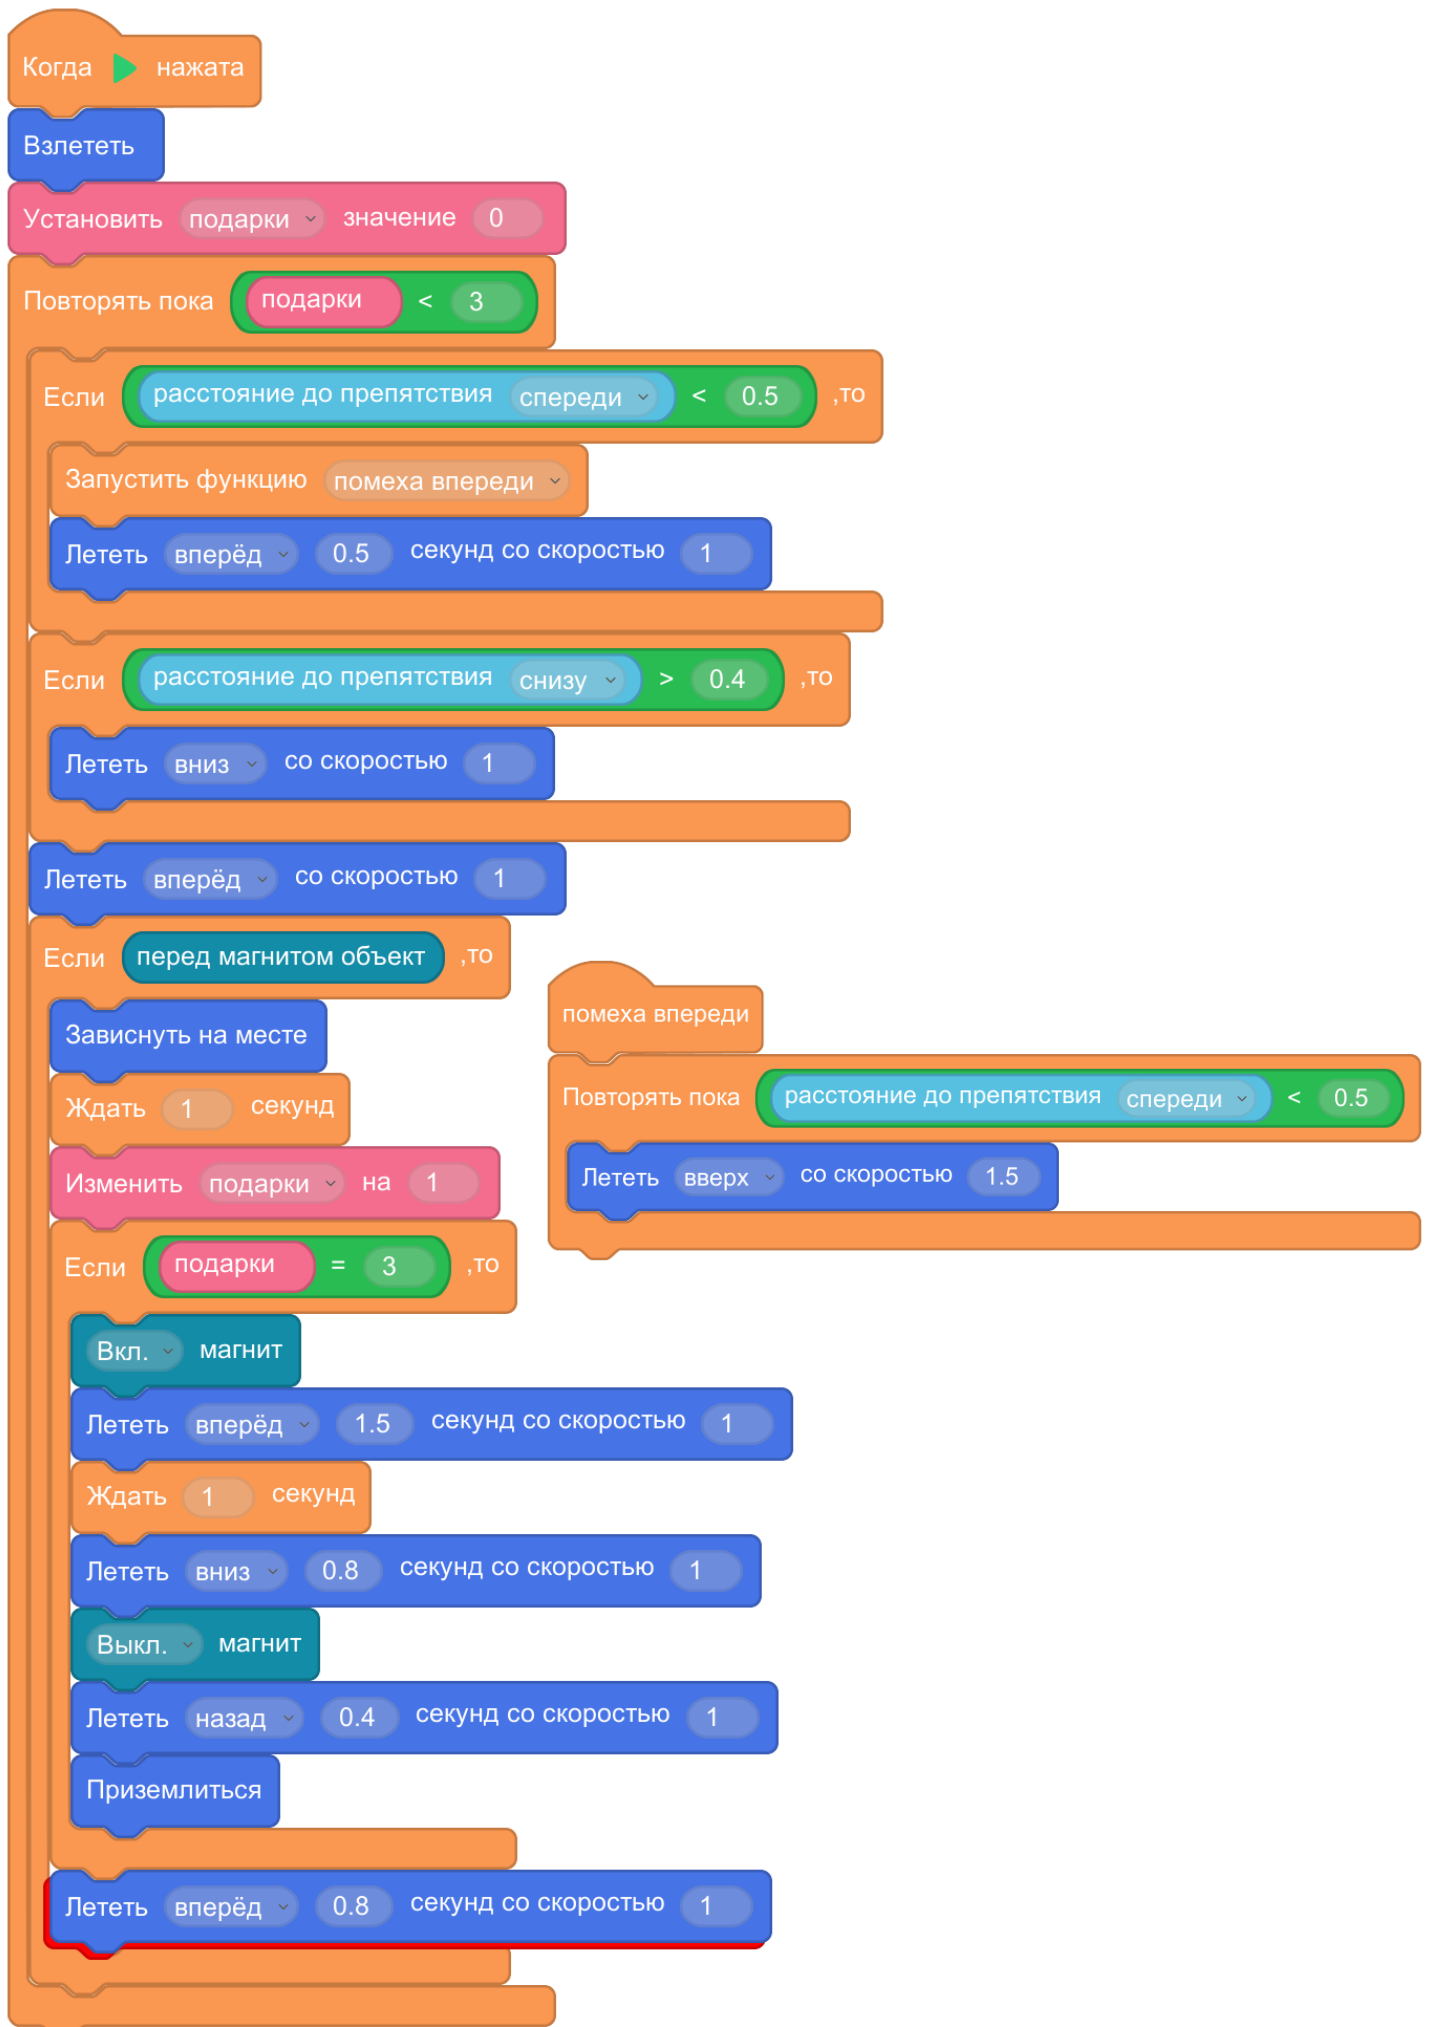 Когда нажата
Взлететь
Установить подарки значение 0
Повторять пока подарки < 3
Если расстояние до препятствия спереди < 0.5 ,то
Запустить функцию помеха впереди
Лететь вперёд 0.5 секунд со скоростью 1
Если расстояние до препятствия снизу > 0.4 ,то
Лететь вниз со скоростью 1
Лететь вперёд со скоростью 1
Если перед магнитом объект ,то
Зависнуть на месте
Ждать 1 секунд
Изменить подарки на 1
Если подарки = 3 ,то
Вкл. магнит
Лететь вперёд 1.5 секунд со скоростью 1
Ждать 1 секунд
Лететь вниз 0.8 секунд со скоростью 1
Выкл. магнит
Лететь назад 0.4 секунд со скоростью 1
Приземлиться
Лететь вперёд 0.8 секунд со скоростью 1
помеха впереди
Повторять пока расстояние до препятствия спереди < 0.5
Лететь вверх со скоростью 1.5